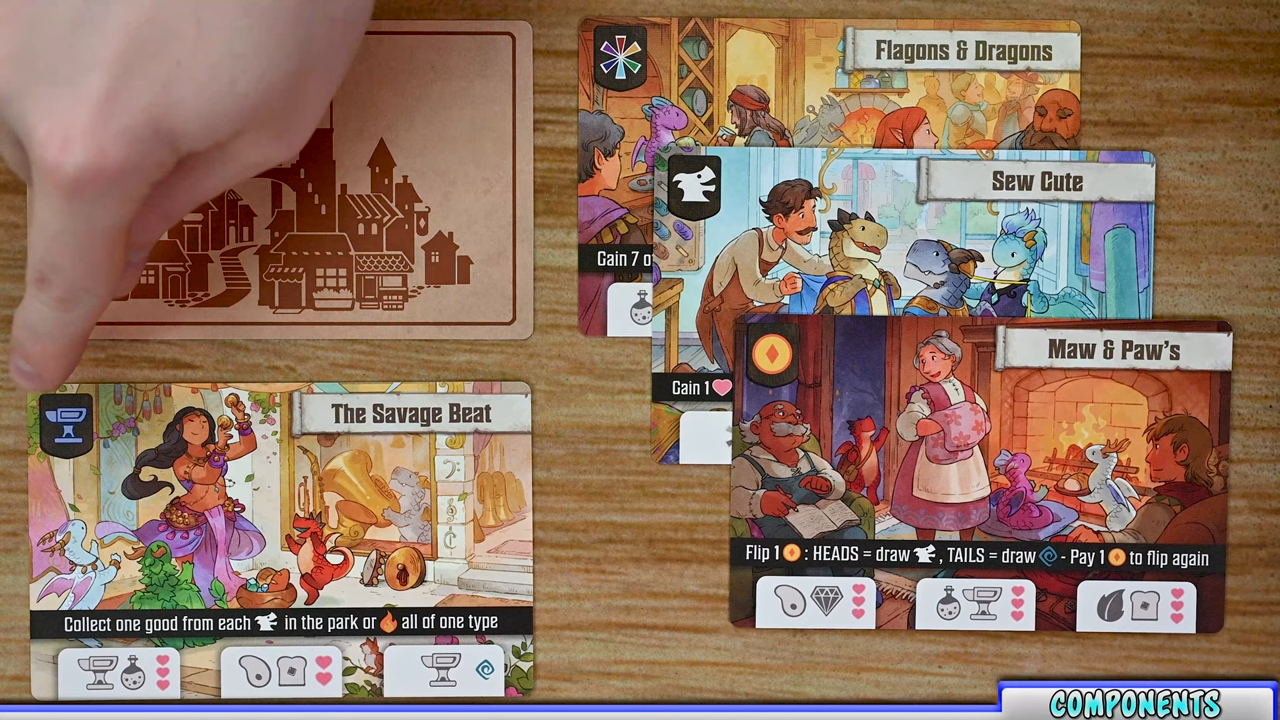 Flagons & Dragons
Gain 7 o
Sew Cute
Gain 1
Maw & Paw's
Flip 1 : HEADS = draw , TAILS = draw - Pay 1 to flip again
The Savage Beat
Collect one good from each in the park or all of one type
COMPONENTS